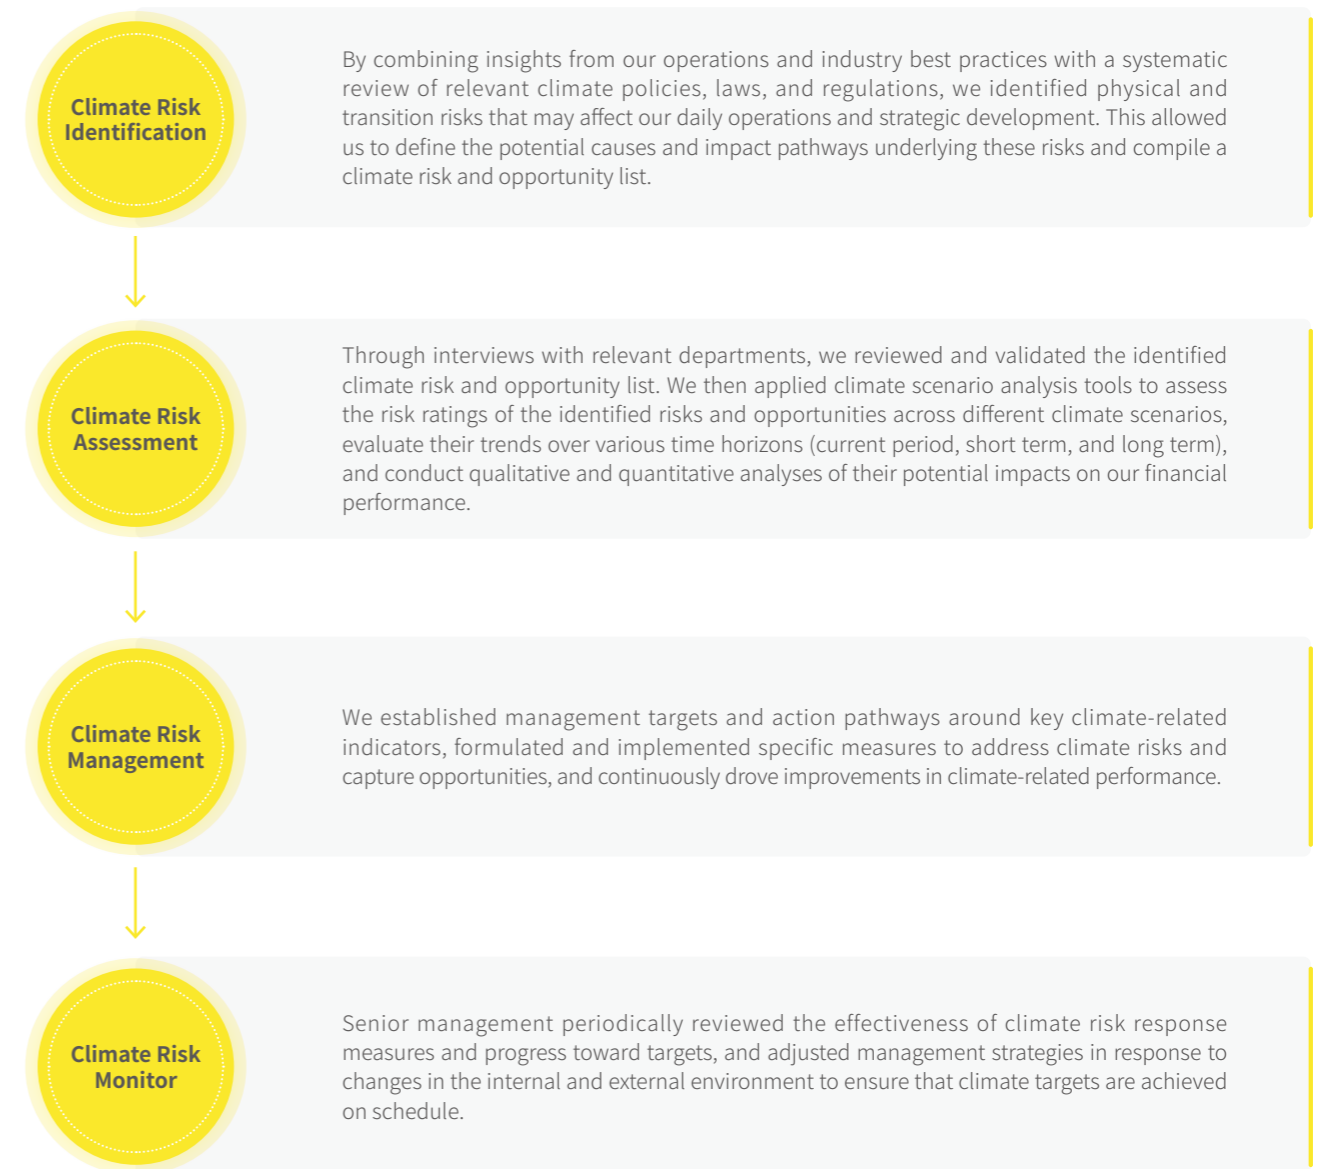 Climate Risk
Identification
By combining insights from our operations and industry best practices with a systematic
review of relevant climate policies, laws, and regulations, we identified physical and
transition risks that may affect our daily operations and strategic development. This allowed
us to define the potential causes and impact pathways underlying these risks and compile a
climate risk and opportunity list.
Climate Risk
Assessment
Through interviews with relevant departments, we reviewed and validated the identified
climate risk and opportunity list. We then applied climate scenario analysis tools to assess
the risk ratings of the identified risks and opportunities across different climate scenarios,
evaluate their trends over various time horizons (current period, short term, and long term),
and conduct qualitative and quantitative analyses of their potential impacts on our financial
performance.
Climate Risk
Management
We established management targets and action pathways around key climate-related
indicators, formulated and implemented specific measures to address climate risks and
capture opportunities, and continuously drove improvements in climate-related performance.
Climate Risk
Monitor
Senior management periodically reviewed the effectiveness of climate risk response
measures and progress toward targets, and adjusted management strategies in response to
changes in the internal and external environment to ensure that climate targets are achieved
on schedule.